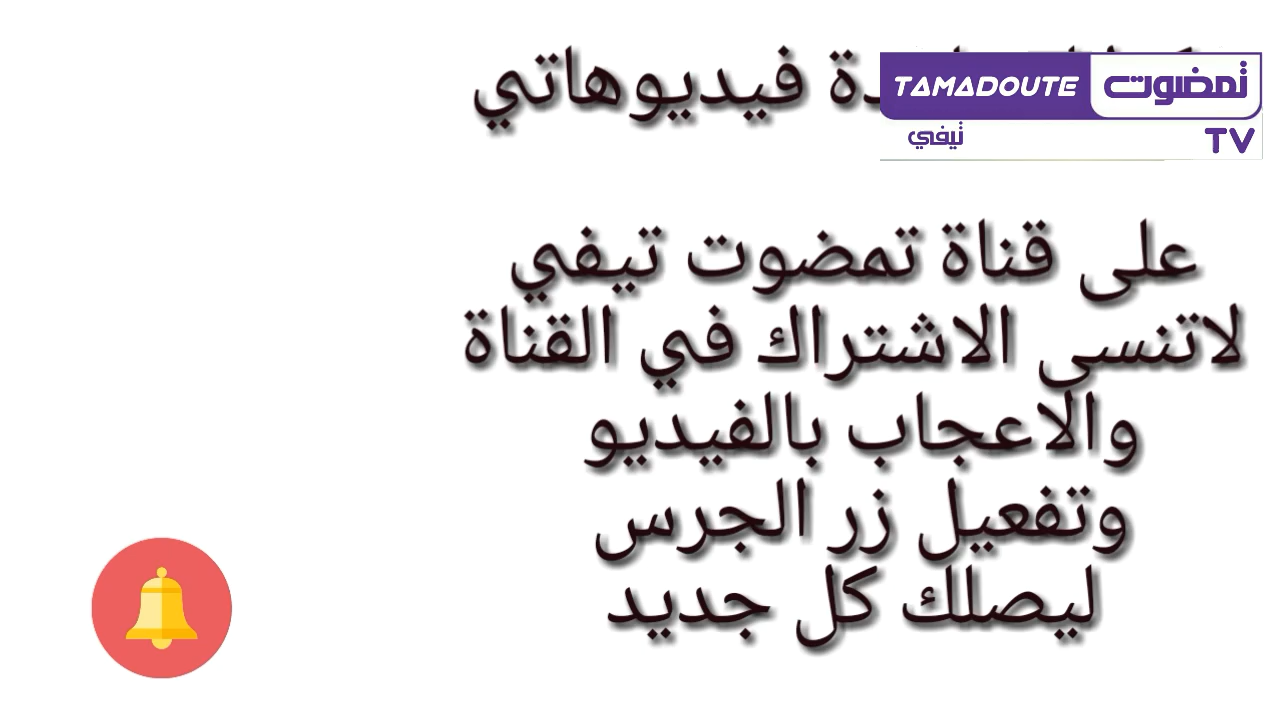 فيديوهاتي
TAMADOUTE تمضوت
تيفي TV
على قناة تمضوت تيفي
لاتنسى الاشتراك في القناة
والاعجاب بالفيديو
وتفعيل زر الجرس
ليصلك كل جديد